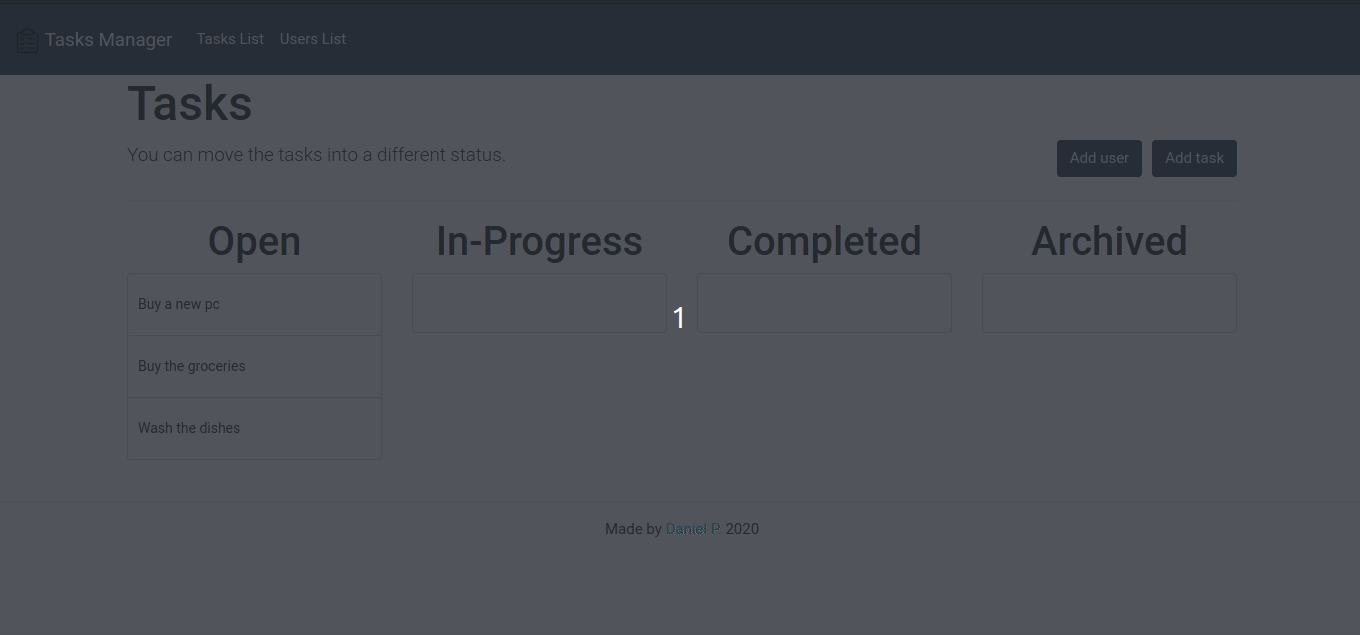 Tasks Manager Tasks List Users List
Tasks
You can move the tasks into a different status.
Add user Add task
Open In-Progress Completed Archived
Buy a new pc
1
Buy the groceries
Wash the dishes
Made by Daniel P. 2020